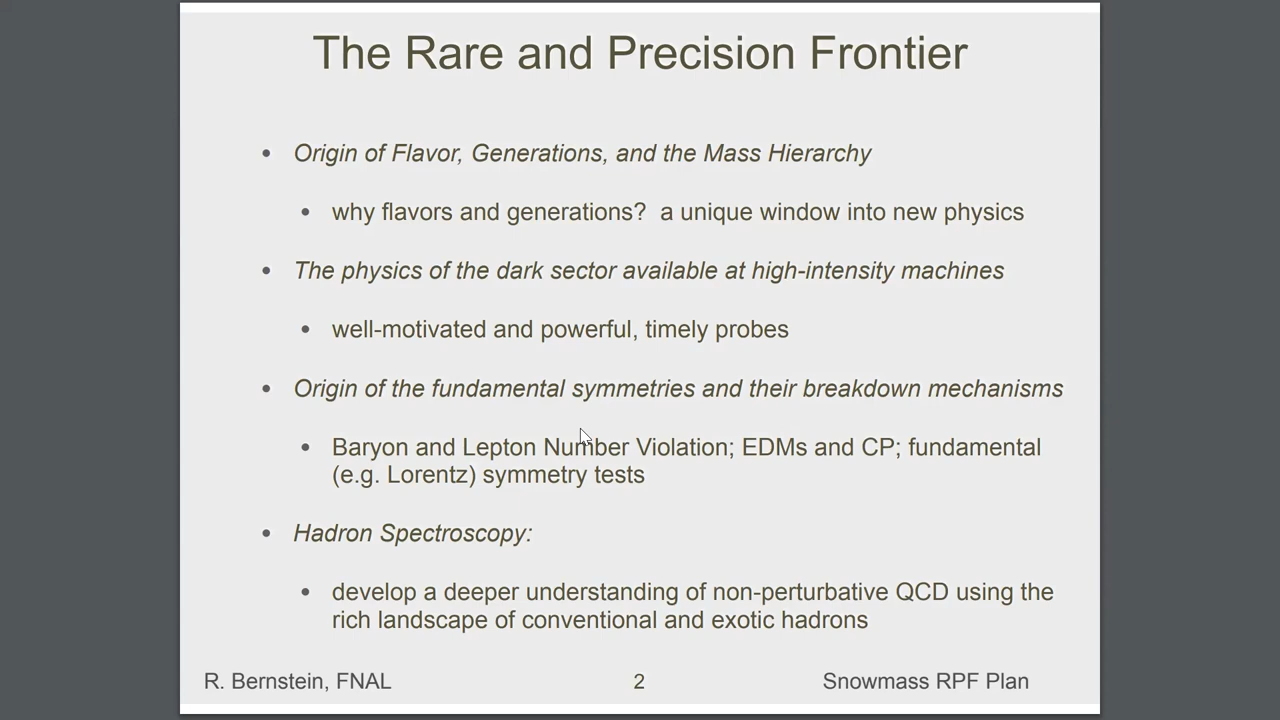 The Rare and Precision Frontier
• Origin of Flavor, Generations, and the Mass Hierarchy
• why flavors and generations?  a unique window into new physics
• The physics of the dark sector available at high-intensity machines
• well-motivated and powerful, timely probes
• Origin of the fundamental symmetries and their breakdown mechanisms
• Baryon and Lepton Number Violation; EDMs and CP; fundamental
(e.g. Lorentz) symmetry tests
• Hadron Spectroscopy:
• develop a deeper understanding of non-perturbative QCD using the
rich landscape of conventional and exotic hadrons
R. Bernstein, FNAL
2
Snowmass RPF Plan